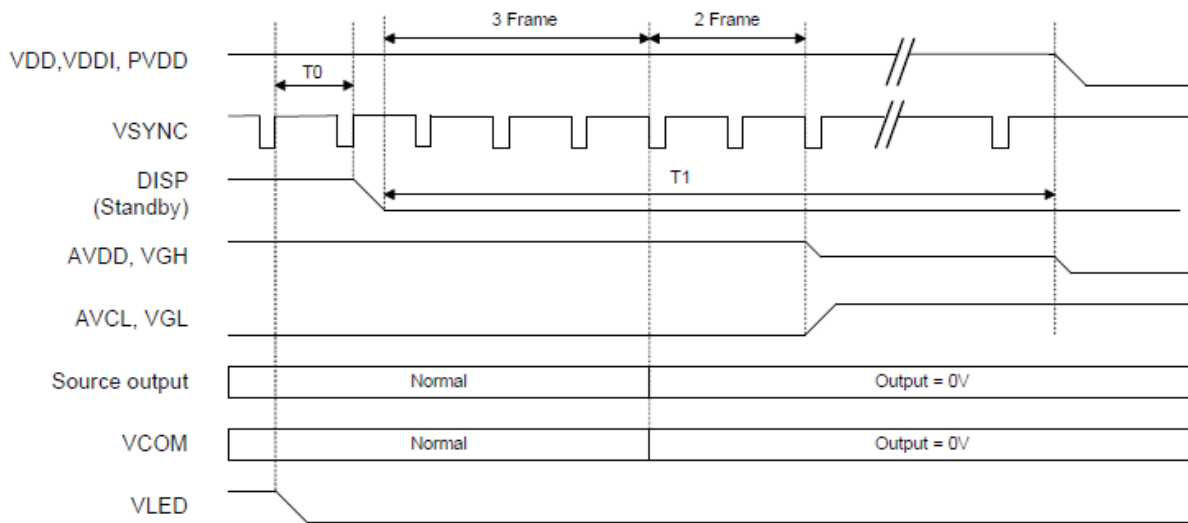 3 Frame 2 Frame
VDD,VDDI, PVDD
T0
VSYNC
DISP
(Standby)
T1
AVDD, VGH
AVCL, VGL
Source output Normal Output = 0V
VCOM Normal Output = 0V
VLED